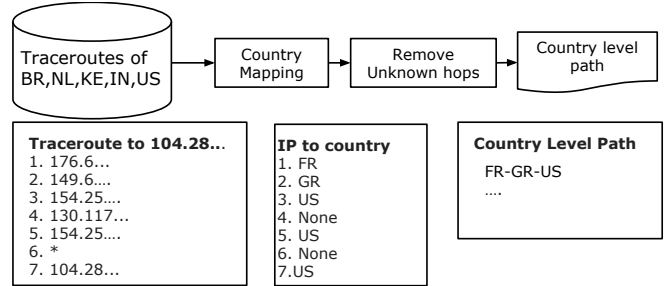 Traceroutes of
BR,NL,KE,IN,US
Country
Mapping
Remove
Unknown hops
Country level
path
Traceroute to 104.28...
1. 176.6...
2. 149.6....
3. 154.25....
4. 130.117...
5. 154.25....
6. *
7. 104.28...
IP to country
1. FR
2. GR
3. US
4. None
5. US
6. None
7.US
Country Level Path
FR-GR-US
....